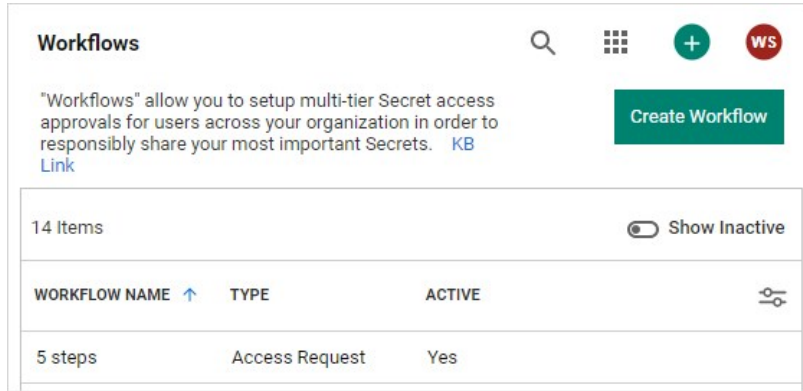 Workflows
+
WS
"Workflows" allow you to setup multi-tier Secret access
approvals for users across your organization in order to
responsibly share your most important Secrets. KB
Link
Create Workflow
14 Items
Show Inactive
WORKFLOW NAME ↑ TYPE ACTIVE
5 steps Access Request Yes